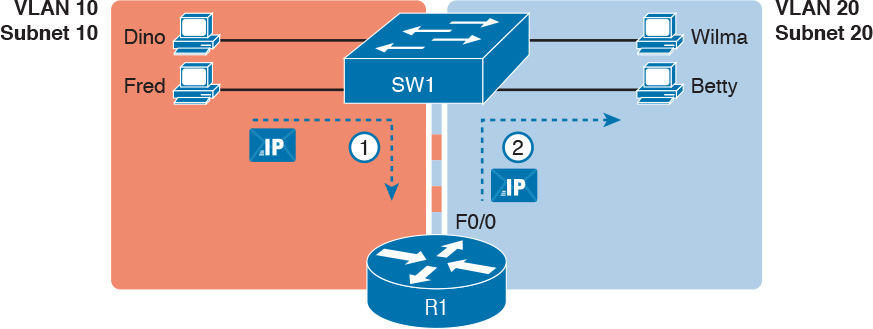 VLAN 10
Subnet 10
VLAN 20
Subnet 20
Dino
Wilma
Fred
SW1
Betty
IP
1
2
IP
F0/0
R1